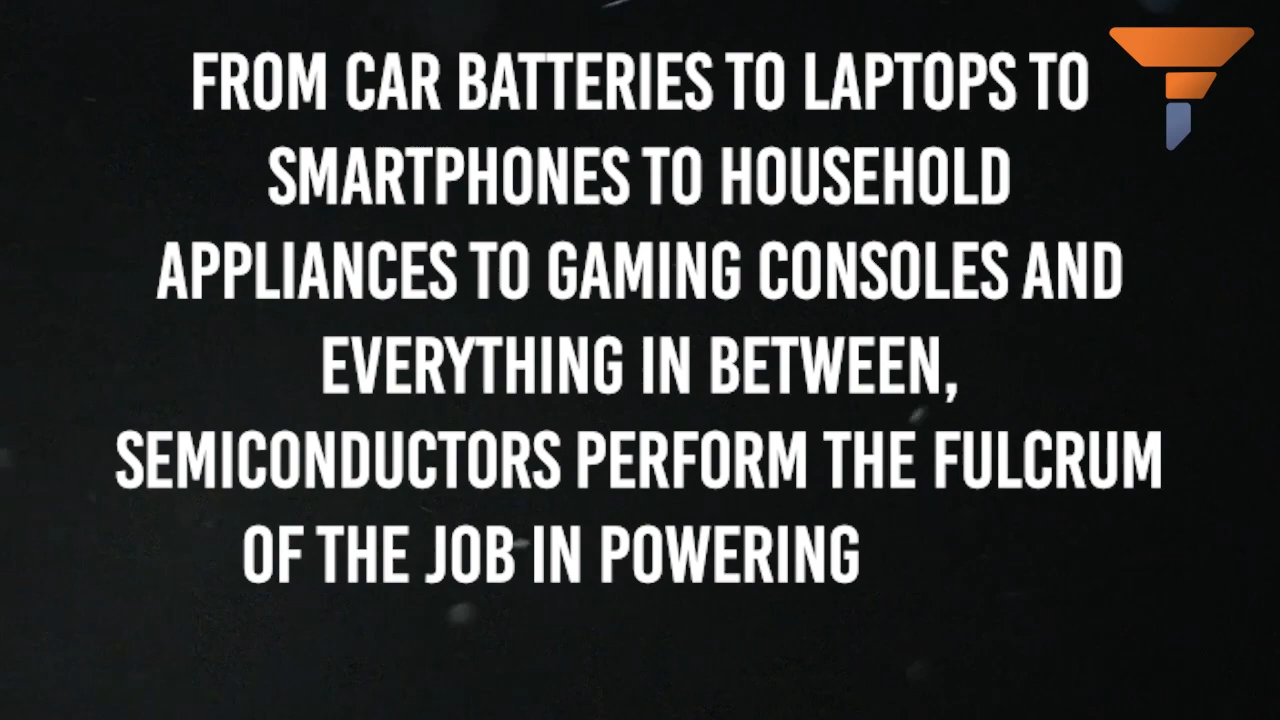 FROM CAR BATTERIES TO LAPTOPS TO
SMARTPHONES TO HOUSEHOLD
APPLIANCES TO GAMING CONSOLES AND
EVERYTHING IN BETWEEN,
SEMICONDUCTORS PERFORM THE FULCRUM
OF THE JOB IN POWERING